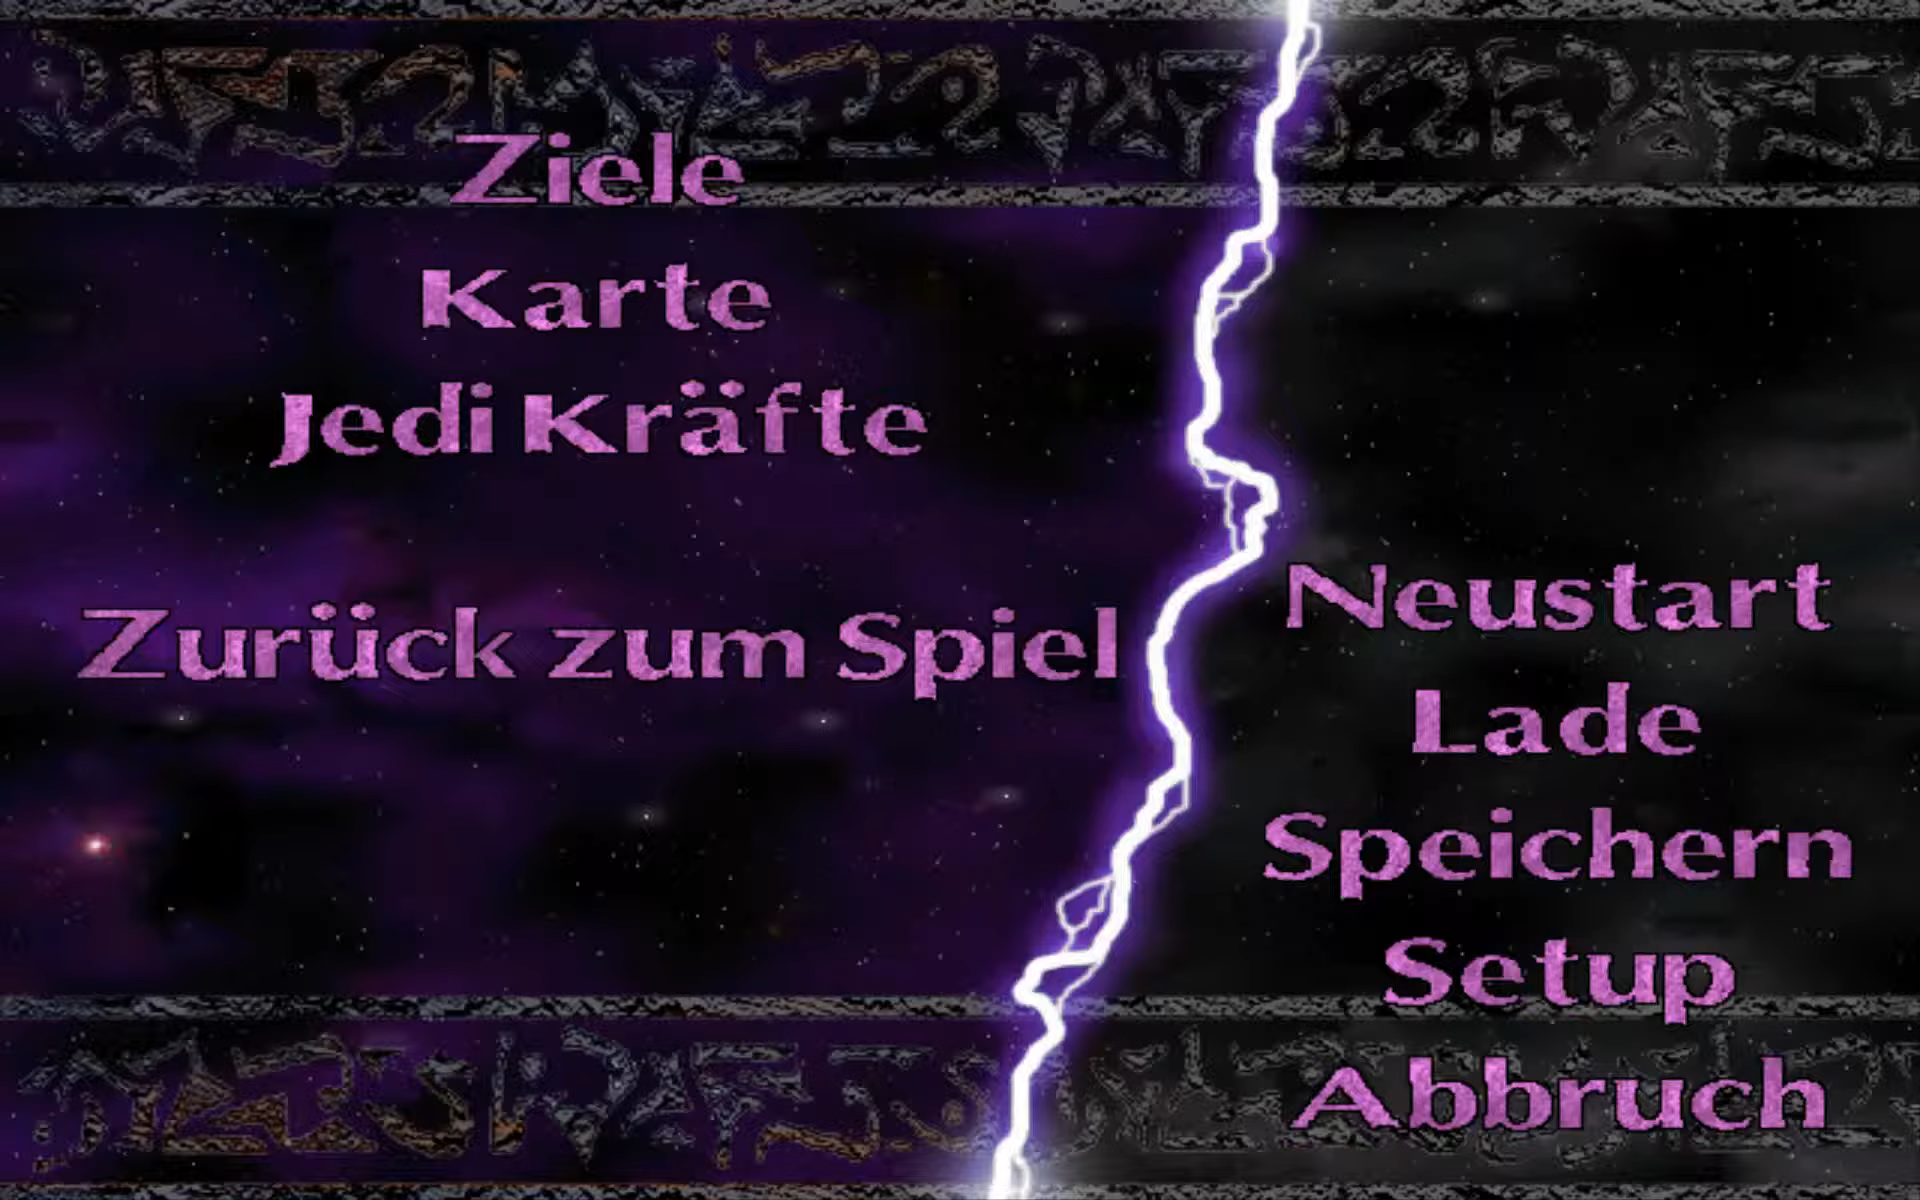 Ziele
Karte
Jedi Kräfte
Zurück zum Spiel
Neustart
Lade
Speichern
Setup
Abbruch